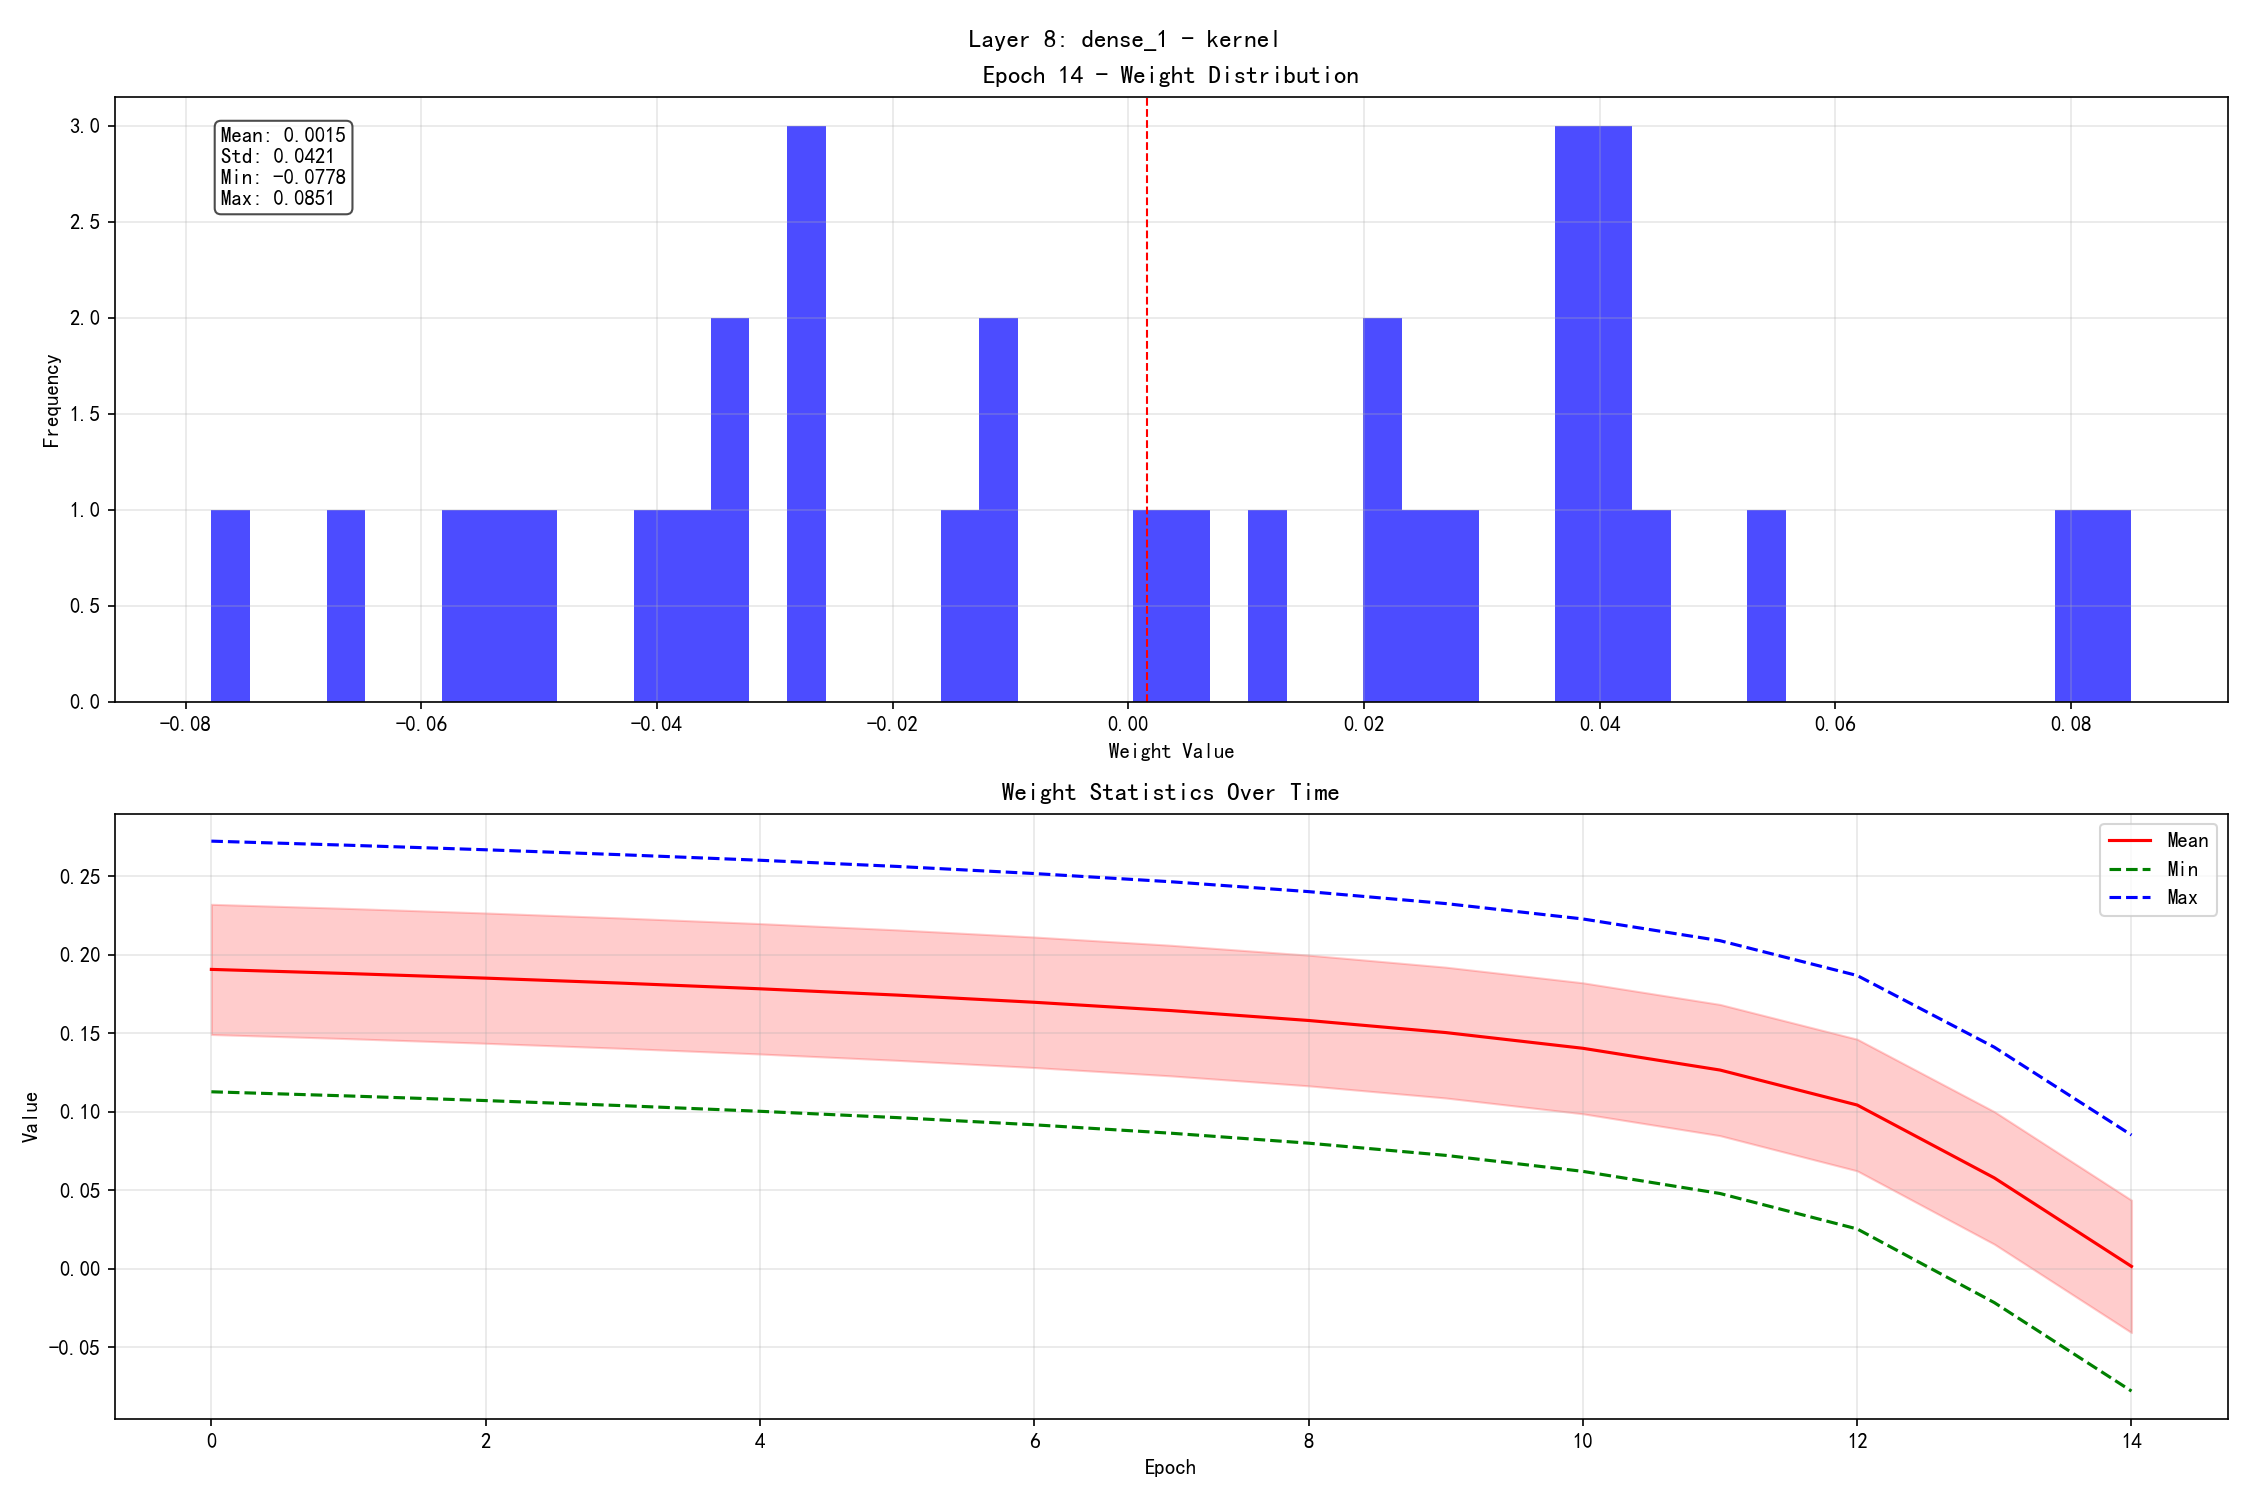 Layer 8: dense_1 - kernel
Epoch 14 - Weight Distribution
Mean: 0.0015
Std: 0.0421
Min: -0.0778
Max: 0.0851
3.0
2.5
2.0
1.5
1.0
0.5
0.0
Frequency
-0.08 -0.06 -0.04 -0.02 0.00 0.02 0.04 0.06 0.08
Weight Value
Weight Statistics Over Time
Mean
Min
Max
0.25
0.20
0.15
0.10
0.05
0.00
-0.05
Value
0 2 4 6 8 10 12 14
Epoch